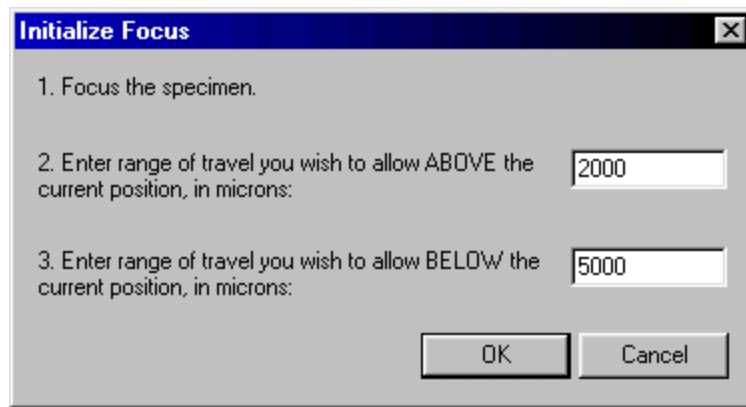 Initialize Focus
1. Focus the specimen.
2. Enter range of travel you wish to allow ABOVE the
current position, in microns:
2000
3. Enter range of travel you wish to allow BELOW the
current position, in microns:
5000
OK
Cancel